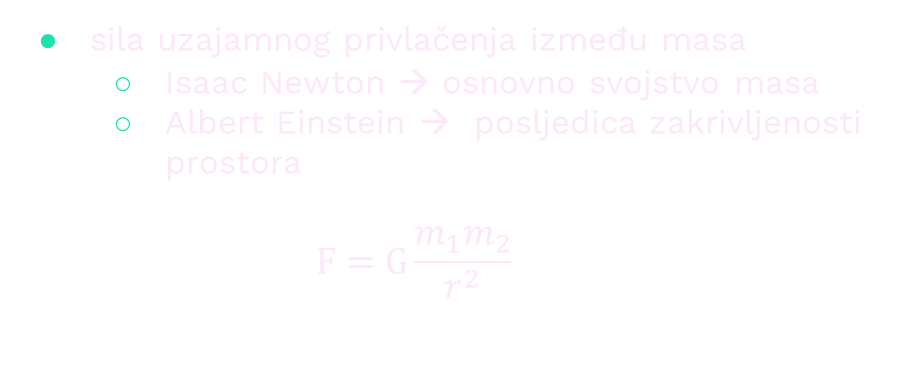 ● sila uzajamnog privlačenja između masa
○ Isaac Newton → osnovno svojstvo masa
○ Albert Einstein → posljedica zakrivljenosti
prostora
F = G m₁m₂ / r²